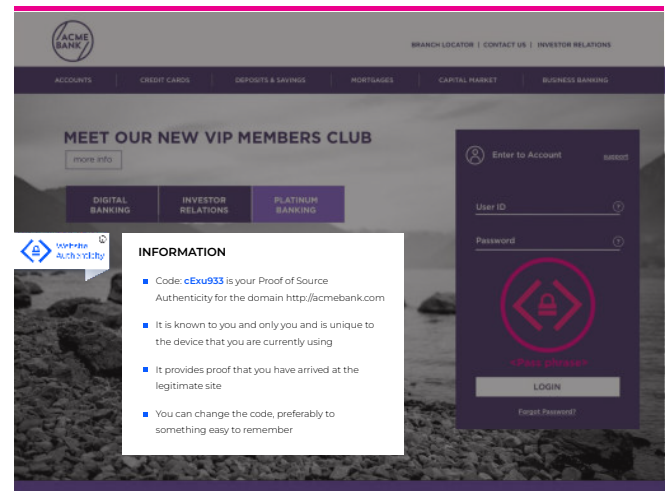 ACME
BANK
BRANCH LOCATOR | CONTACT US | INVESTOR RELATIONS
ACCOUNTS
CREDIT CARDS
DEPOSITS & SAVINGS
MORTGAGES
CAPITAL MARKET
BUSINESS BANKING
MEET OUR NEW VIP MEMBERS CLUB
more info
DIGITAL
BANKING
INVESTOR
RELATIONS
PLATINUM
BANKING
Enter to Account
support
User ID
?
Password
?
<Pass phrase>
LOGIN
Forgot Password?
Website
Authenticity
INFORMATION
Code: cExu933 is your Proof of Source
Authenticity for the domain http://acmebank.com
It is known to you and only you and is unique to
the device that you are currently using
It provides proof that you have arrived at the
legitimate site
You can change the code, preferably to
something easy to remember